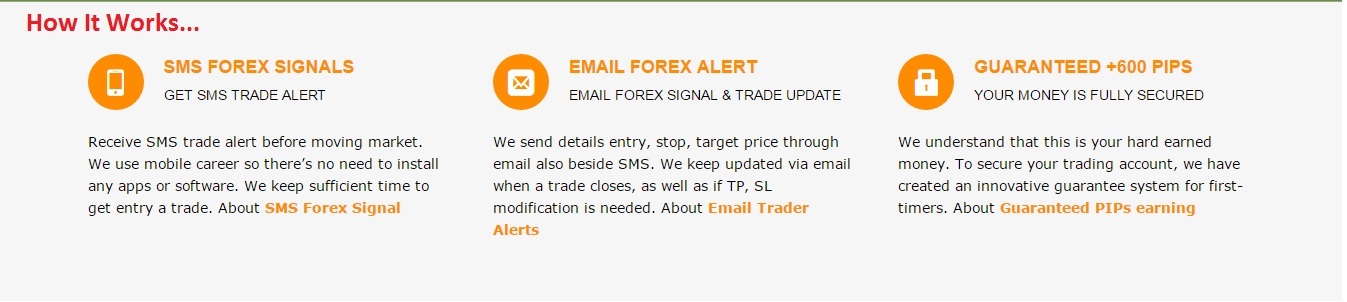 How It Works...
SMS FOREX SIGNALS
GET SMS TRADE ALERT
Receive SMS trade alert before moving market.
We use mobile career so there’s no need to install
any apps or software. We keep sufficient time to
get entry a trade. About SMS Forex Signal
EMAIL FOREX ALERT
EMAIL FOREX SIGNAL & TRADE UPDATE
We send details entry, stop, target price through
email also beside SMS. We keep updated via email
when a trade closes, as well as if TP, SL
modification is needed. About Email Trader
Alerts
GUARANTEED +600 PIPS
YOUR MONEY IS FULLY SECURED
We understand that this is your hard earned
money. To secure your trading account, we have
created an innovative guarantee system for first-
timers. About Guaranteed PIPs earning